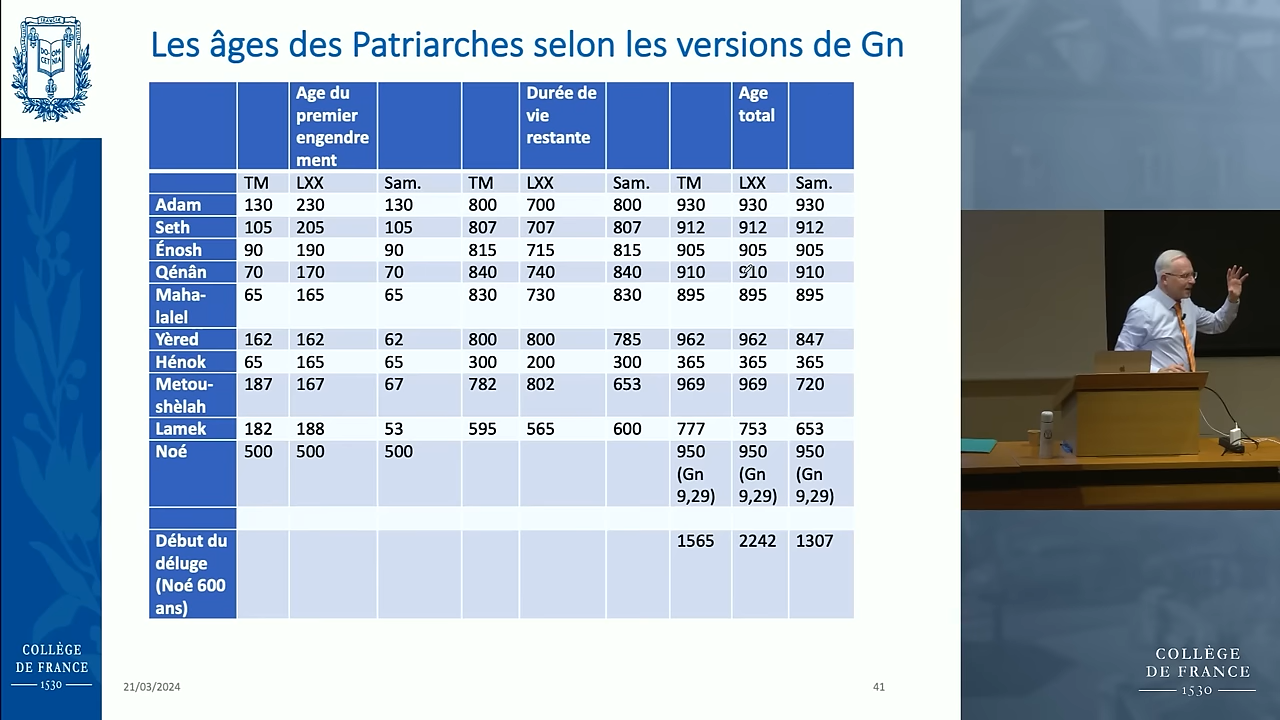 Les âges des Patriarches selon les versions de Gn
Age du premier engendre ment Durée de vie restante Age total
TM LXX Sam. TM LXX Sam. TM LXX Sam.
Adam 130 230 130 800 700 800 930 930 930
Seth 105 205 105 807 707 807 912 912 912
Énosh 90 190 90 815 715 815 905 905 905
Qénân 70 170 70 840 740 840 910 910 910
Maha-lalel 65 165 65 830 730 830 895 895 895
Yèred 162 162 62 800 800 785 962 962 847
Hénok 65 165 65 300 200 300 365 365 365
Metou-shèlah 187 167 67 782 802 653 969 969 720
Lamek 182 188 53 595 565 600 777 753 653
Noé 500 500 500 950 (Gn 9,29) 950 (Gn 9,29) 950 (Gn 9,29)
Début du déluge (Noé 600 ans) 1565 2242 1307
COLLÈGE
DE FRANCE
1530
21/03/2024
41
COLLÈGE
DE FRANCE
1530